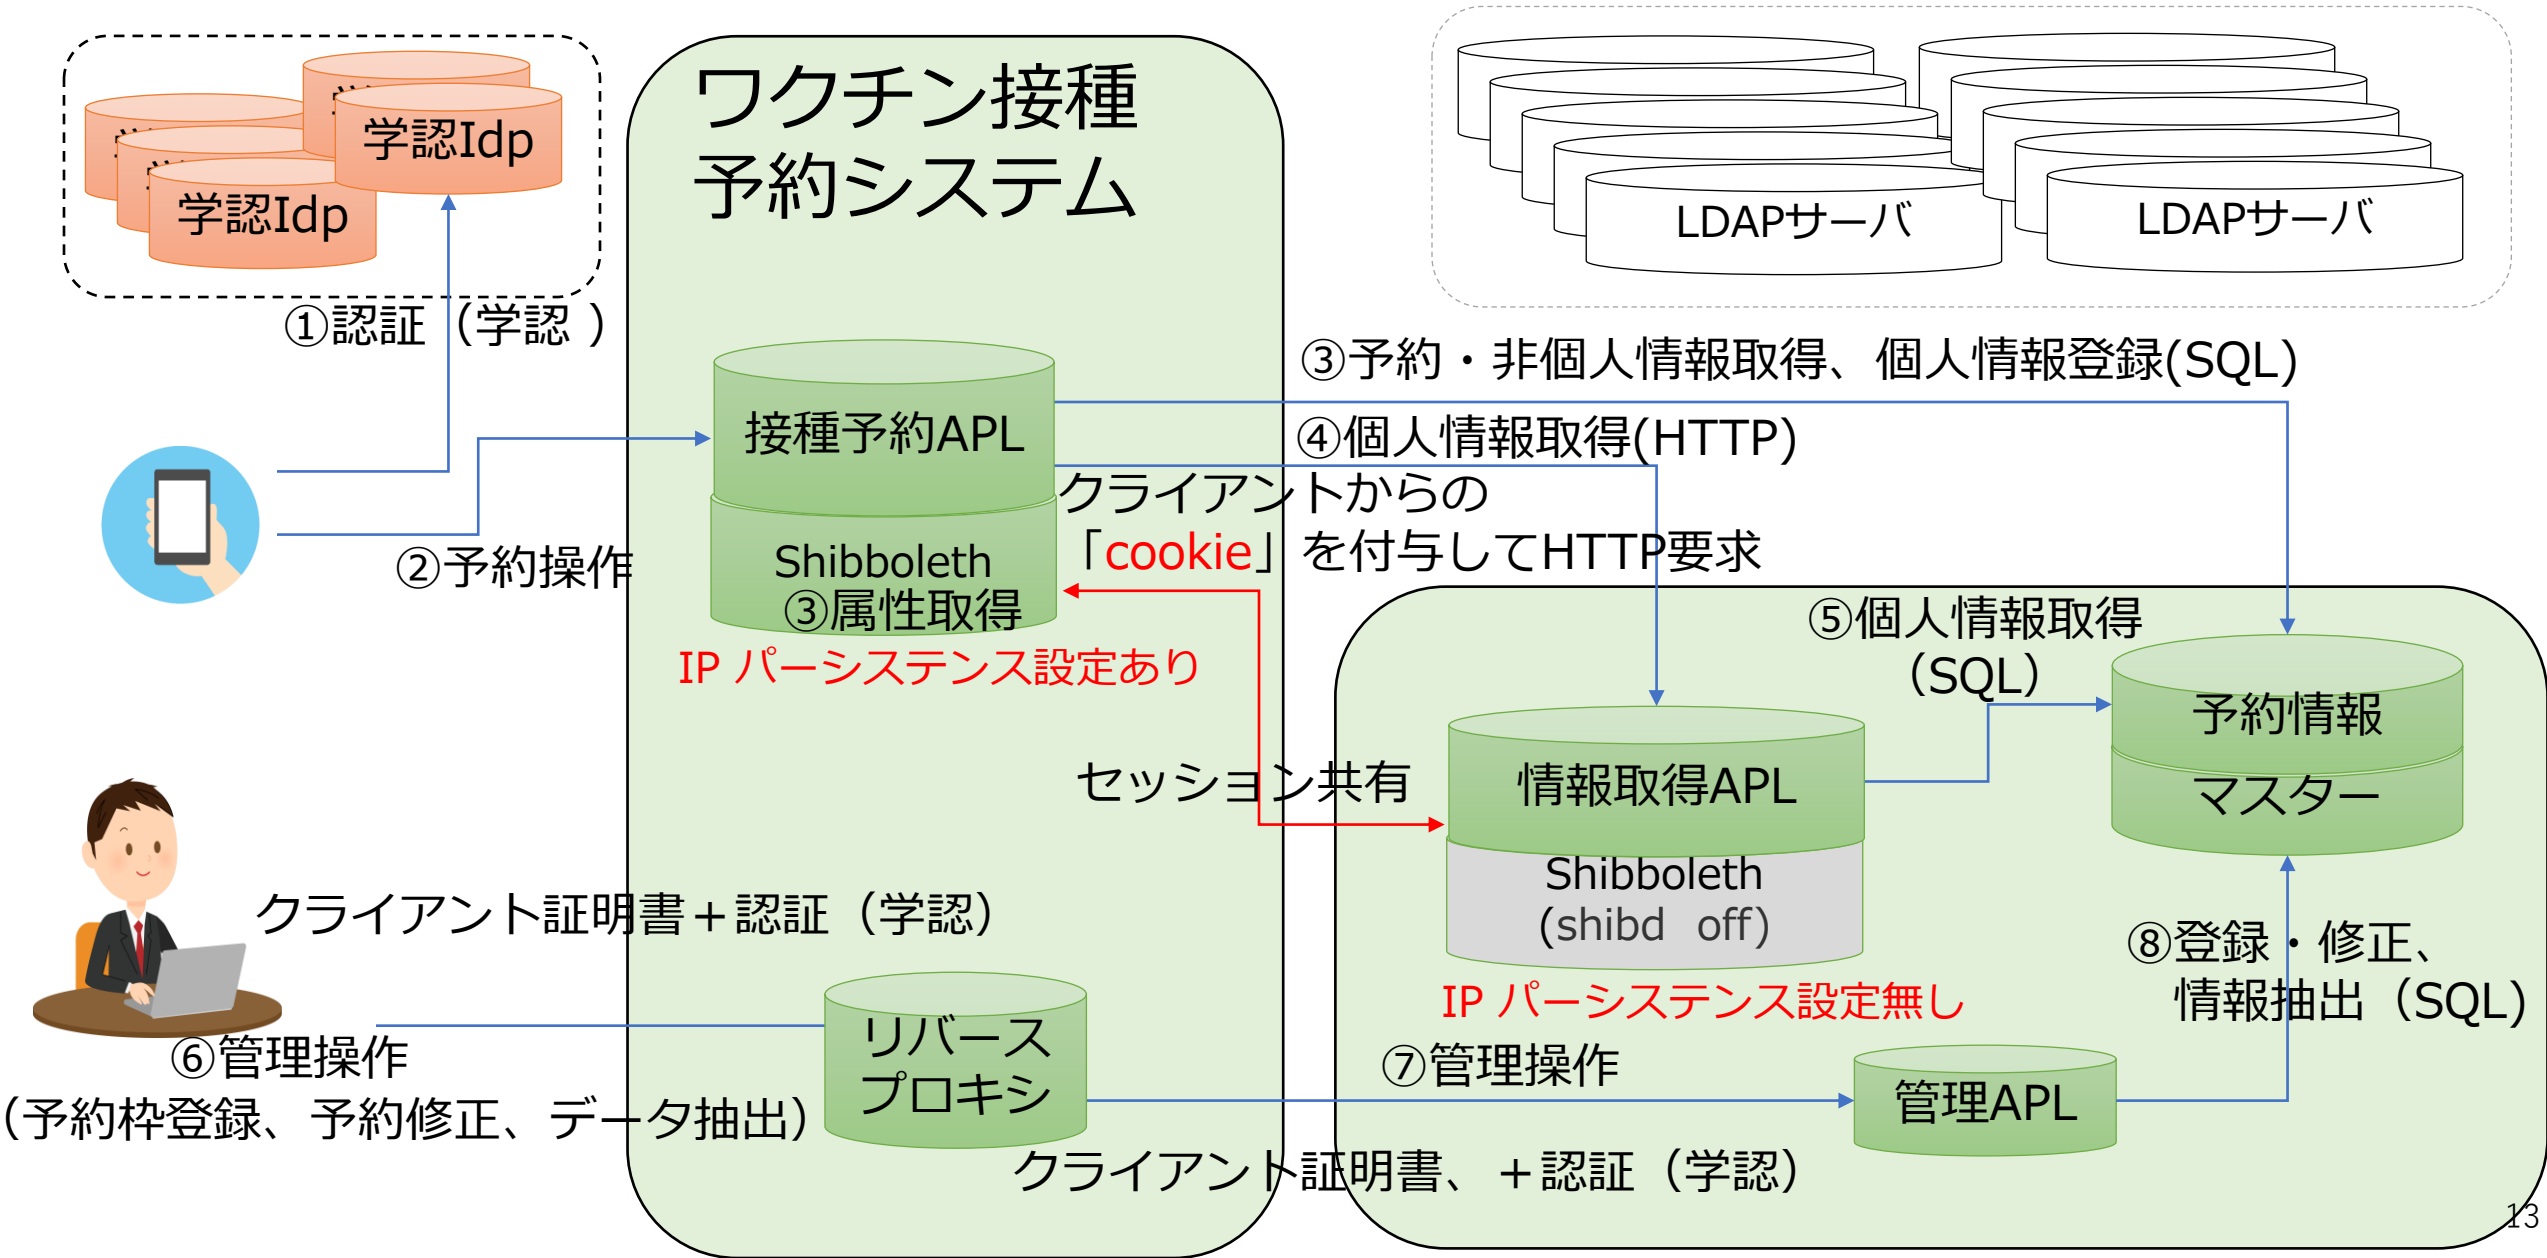 学認Idp
学認Idp
ワクチン接種
予約システム
LDAPサーバ
LDAPサーバ
①認証（学認 ）
③予約・非個人情報取得、個人情報登録(SQL)
接種予約APL
④個人情報取得(HTTP)
クライアントからの
「cookie」を付与してHTTP要求
②予約操作
Shibboleth
③属性取得
IP パーシステンス設定あり
⑤個人情報取得
（SQL）
予約情報
マスター
セッション共有
情報取得APL
Shibboleth
(shibd off)
IP パーシステンス設定無し
クライアント証明書＋認証（学認）
⑧登録・修正、
情報抽出（SQL)
リバース
プロキシ
⑥管理操作
（予約枠登録、予約修正、データ抽出）
⑦管理操作
管理APL
クライアント証明書、＋認証（学認）
13